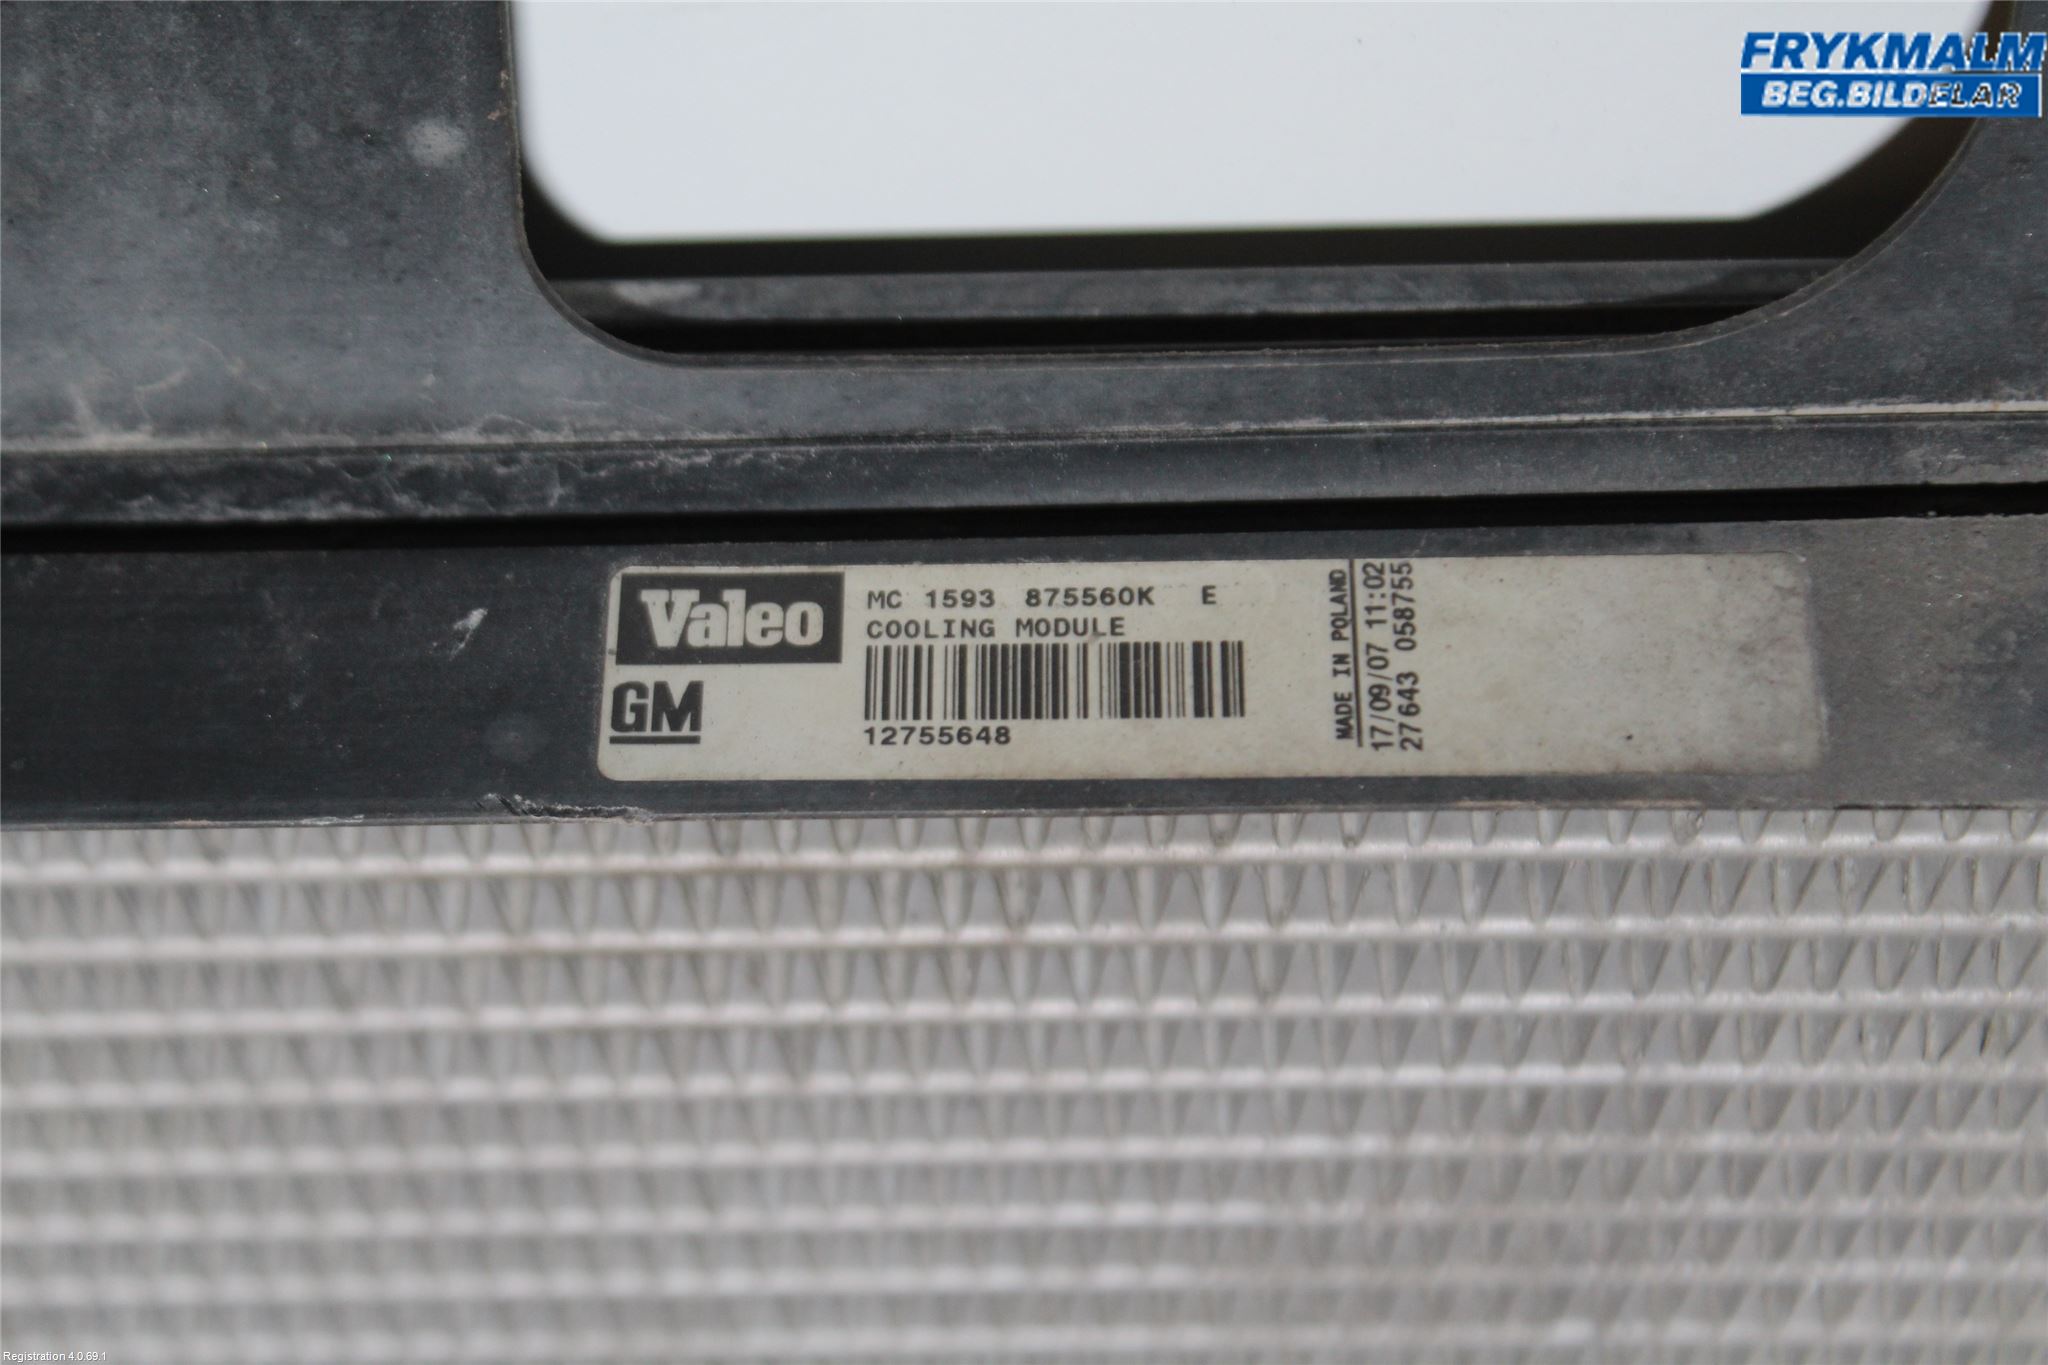 FRYKMALM
BEG.BILDELAR
Valeo
GM
MC 1593 875560K E
COOLING MODULE
12755648
MADE IN POLAND
17/09/07 11:02
27643 058755
Registration 4.0.69.1